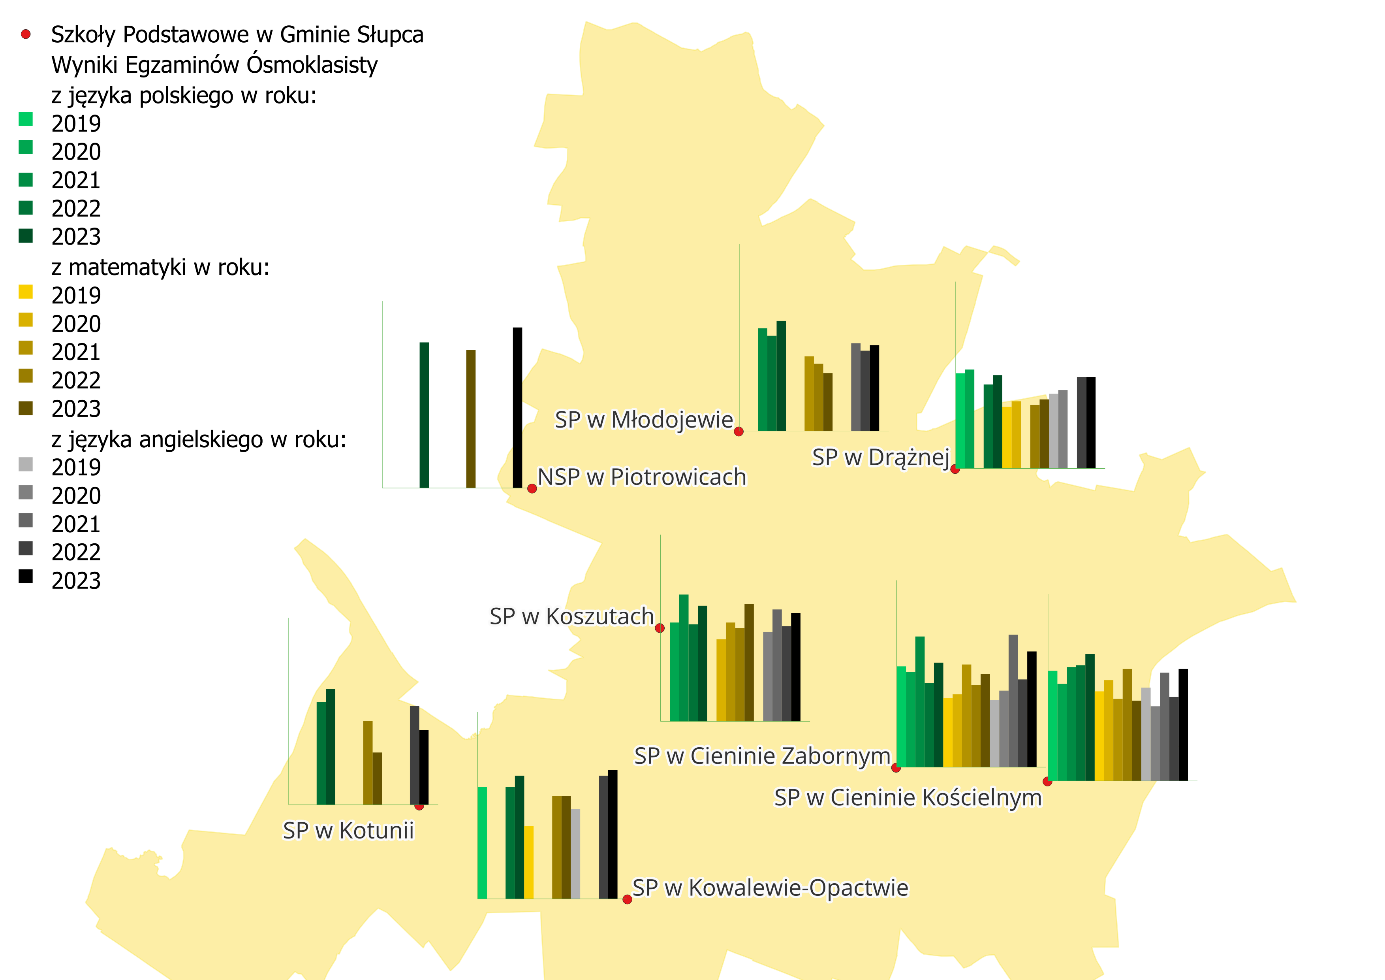 Szkoły Podstawowe w Gminie Słupca
Wyniki Egzaminów Ósmoklasisty
z języka polskiego w roku:
2019
2020
2021
2022
2023
z matematyki w roku:
2019
2020
2021
2022
2023
z języka angielskiego w roku:
2019
2020
2021
2022
2023
SP w Młodojewie
SP w Drążnej
NSP w Piotrowicach
SP w Koszutach
SP w Cieninie Zabornym
SP w Cieninie Kościelnym
SP w Kotunii
SP w Kowalewie-Opactwie